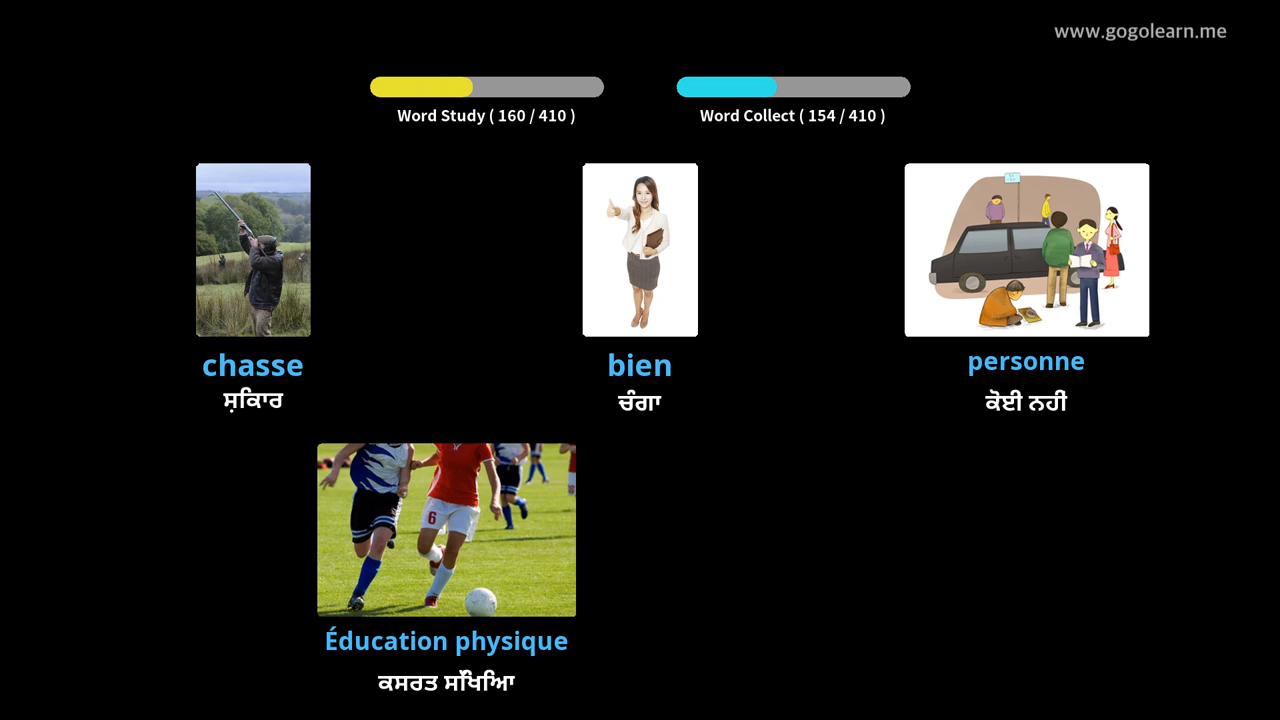 www.gogolearn.me
Word Study ( 160 / 410 )
Word Collect ( 154 / 410 )
chasse
ਸ਼ਿਕਾਰ
bien
ਚੰਗਾ
personne
ਕੋਈ ਨਹੀਂ
Éducation physique
ਕਸਰਤ ਸਿੱਖਿਆ